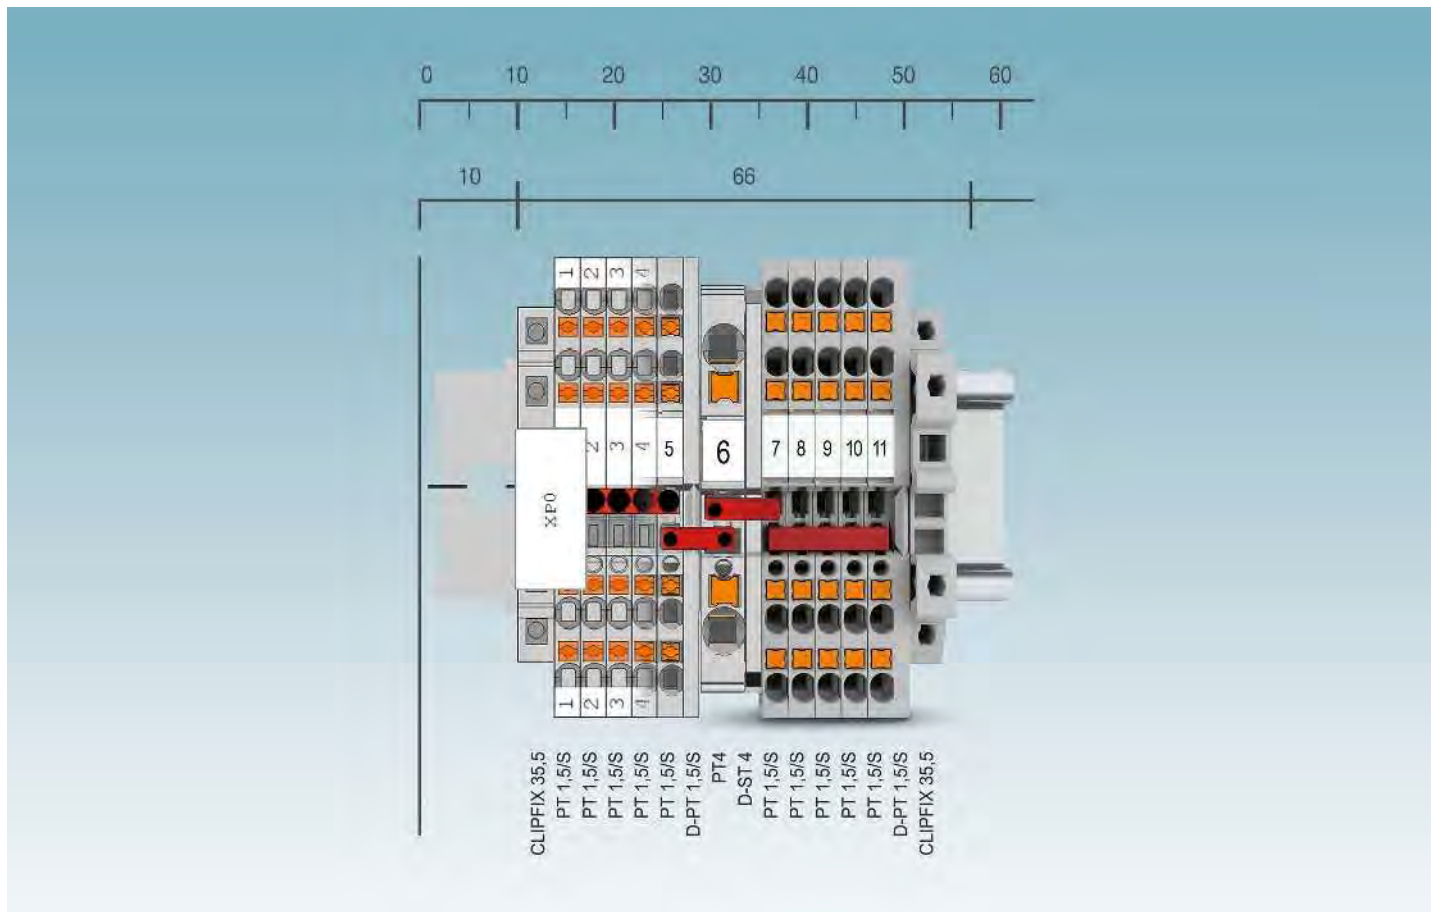 0 10 20 30 40 50 60
10 66
1 2 3 4
2 3 4 5 6 7 8 9 10 11
XP0
1 2 3 4
CLIPFIX 35,5
PT 1,5/S
PT 1,5/S
PT 1,5/S
PT 1,5/S
PT 1,5/S
D-PT 1,5/S
PT4
D-ST 4
PT 1,5/S
PT 1,5/S
PT 1,5/S
PT 1,5/S
PT 1,5/S
D-PT 1,5/S
CLIPFIX 35,5